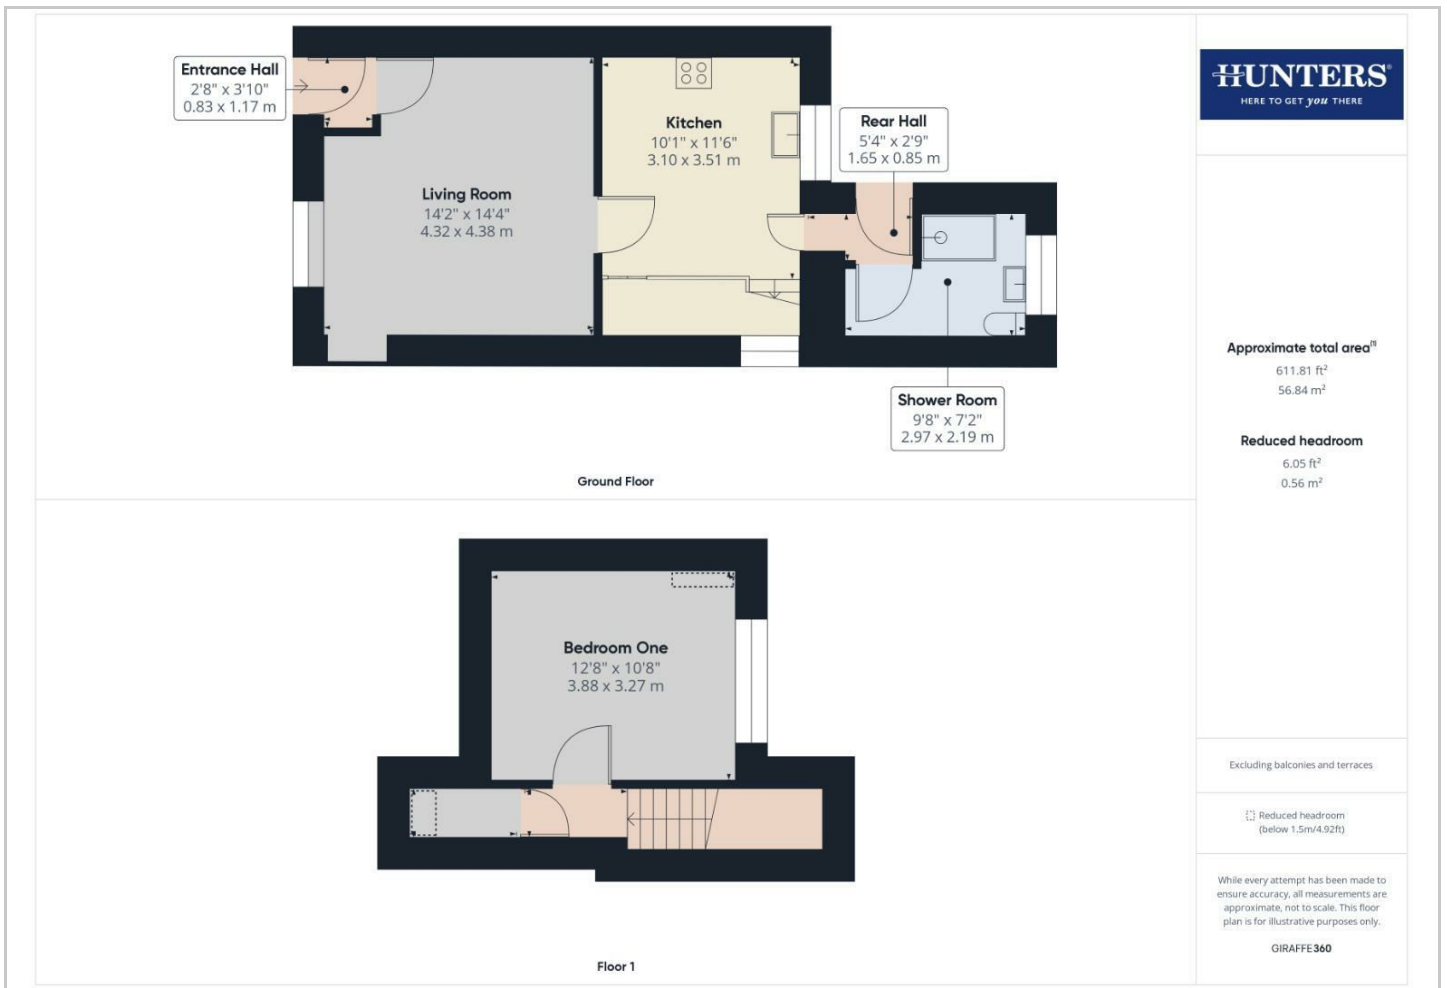 Entrance Hall
2'8" x 3'10"
0.83 x 1.17 m
Living Room
14'2" x 14'4"
4.32 x 4.38 m
Kitchen
10'1" x 11'6"
3.10 x 3.51 m
Rear Hall
5'4" x 2'9"
1.65 x 0.85 m
Shower Room
9'8" x 7'2"
2.97 x 2.19 m
Ground Floor
Bedroom One
12'8" x 10'8"
3.88 x 3.27 m
Floor 1
HUNTERS®
HERE TO GET you THERE
Approximate total area⁽¹⁾
611.81 ft²
56.84 m²
Reduced headroom
6.05 ft²
0.56 m²
Excluding balconies and terraces
Reduced headroom
(below 1.5m/4.92ft)
While every attempt has been made to
ensure accuracy, all measurements are
approximate, not to scale. This floor
plan is for illustrative purposes only.
GIRAFFE360